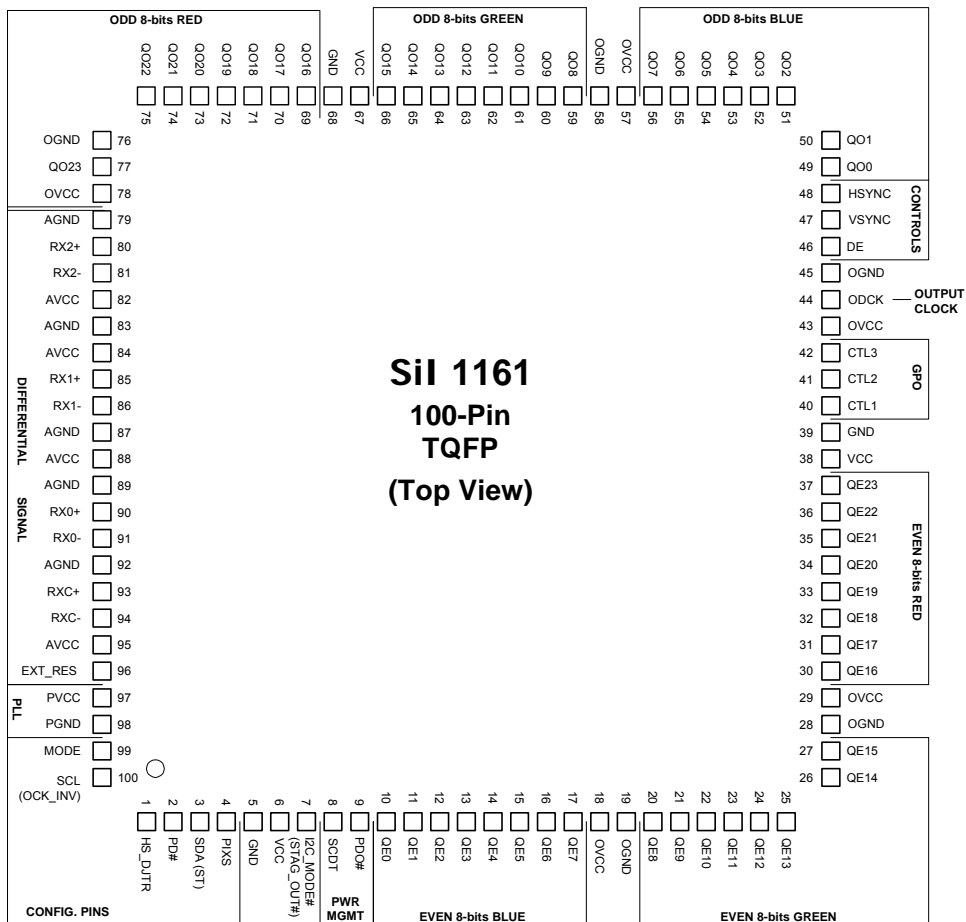 ODD 8-bits RED
ODD 8-bits GREEN
ODD 8-bits BLUE
QO22
QO21
QO20
QO19
QO18
QO17
QO16
GND
VCC
QO15
QO14
QO13
QO12
QO11
QO10
QO9
QO8
OGND
OVCC
QO7
QO6
QO5
QO4
QO3
QO2
75
74
73
72
71
70
69
68
67
66
65
64
63
62
61
60
59
58
57
56
55
54
53
52
51
OGND 76
QO23 77
OVCC 78
AGND 79
RX2+ 80
RX2- 81
AVCC 82
AGND 83
AVCC 84
RX1+ 85
RX1- 86
AGND 87
AVCC 88
AGND 89
RX0+ 90
RX0- 91
AGND 92
RXC+ 93
RXC- 94
AVCC 95
EXT_RES 96
PVCC 97
PGND 98
MODE 99
SCL 100
(OCK_INV)
DIFFERENTIAL SIGNAL
PLL
SiI 1161
100-Pin
TQFP
(Top View)
50 QO1
49 QO0
48 HSYNC
47 VSYNC
46 DE
45 OGND
44 ODCK
43 OVCC
42 CTL3
41 CTL2
40 CTL1
39 GND
38 VCC
37 QE23
36 QE22
35 QE21
34 QE20
33 QE19
32 QE18
31 QE17
30 QE16
29 OVCC
28 OGND
27 QE15
26 QE14
CONTROLS
OUTPUT
CLOCK
GPO
EVEN 8-bits RED
1
2
3
4
5
6
7
8
9
10
11
12
13
14
15
16
17
18
19
20
21
22
23
24
25
HS_DJTR
PD#
SDA (ST)
PIXS
GND
VCC
I2C_MODE#
(STAG_OUT#)
SCDT
PDO#
QE0
QE1
QE2
QE3
QE4
QE5
QE6
QE7
OVCC
OGND
QE8
QE9
QE10
QE11
QE12
QE13
CONFIG. PINS
PWR
MGMT
EVEN 8-bits BLUE
EVEN 8-bits GREEN